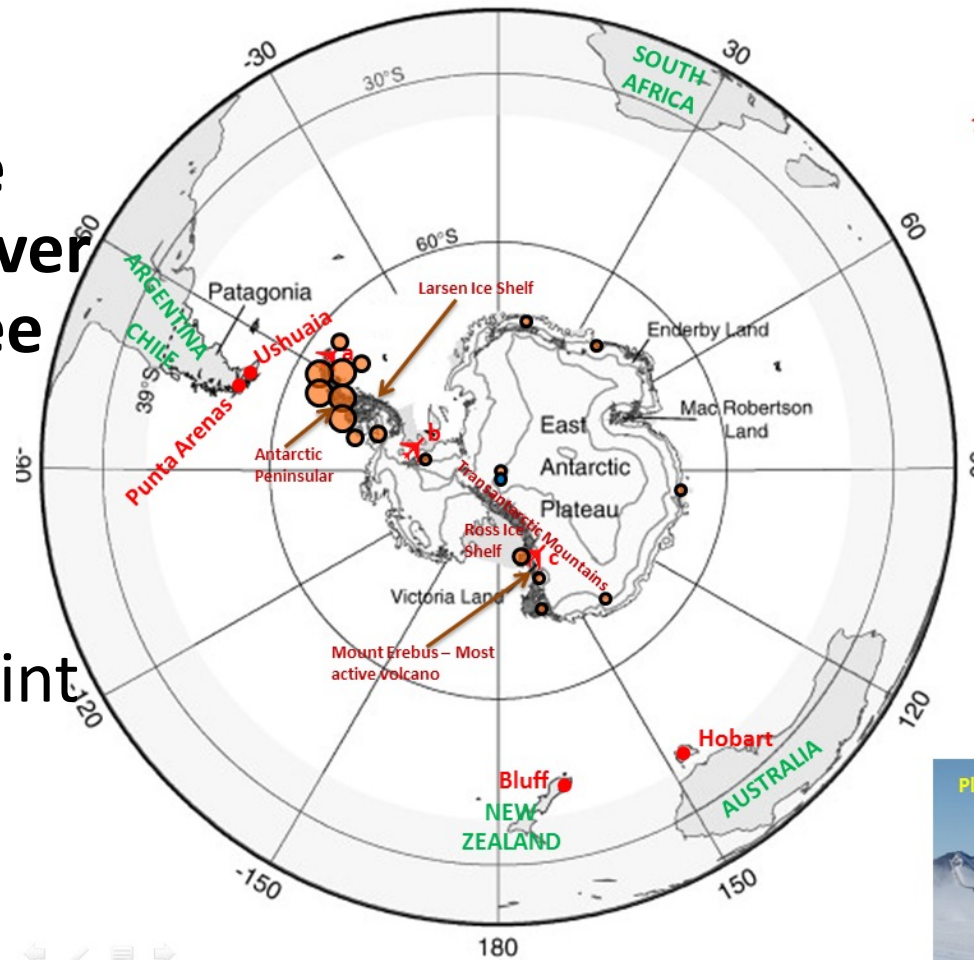 -30
30
30°S
SOUTH
AFRICA
60
60°S
ver
ee
ARGENTINA
CHILE
Patagonia
Ushuaia
Larsen Ice Shelf
a
Enderby Land
39°S
Punta Arenas
Antarctic
Peninsular
b
East
Antarctic
Plateau
Mac Robertson
Land
Transantarctic Mountains
Ross Ice
Shelf
c
Victoria Land
Mount Erebus – Most
active volcano
int
120
Hobart
AUSTRALIA
Bluff
NEW
ZEALAND
-150
150
180